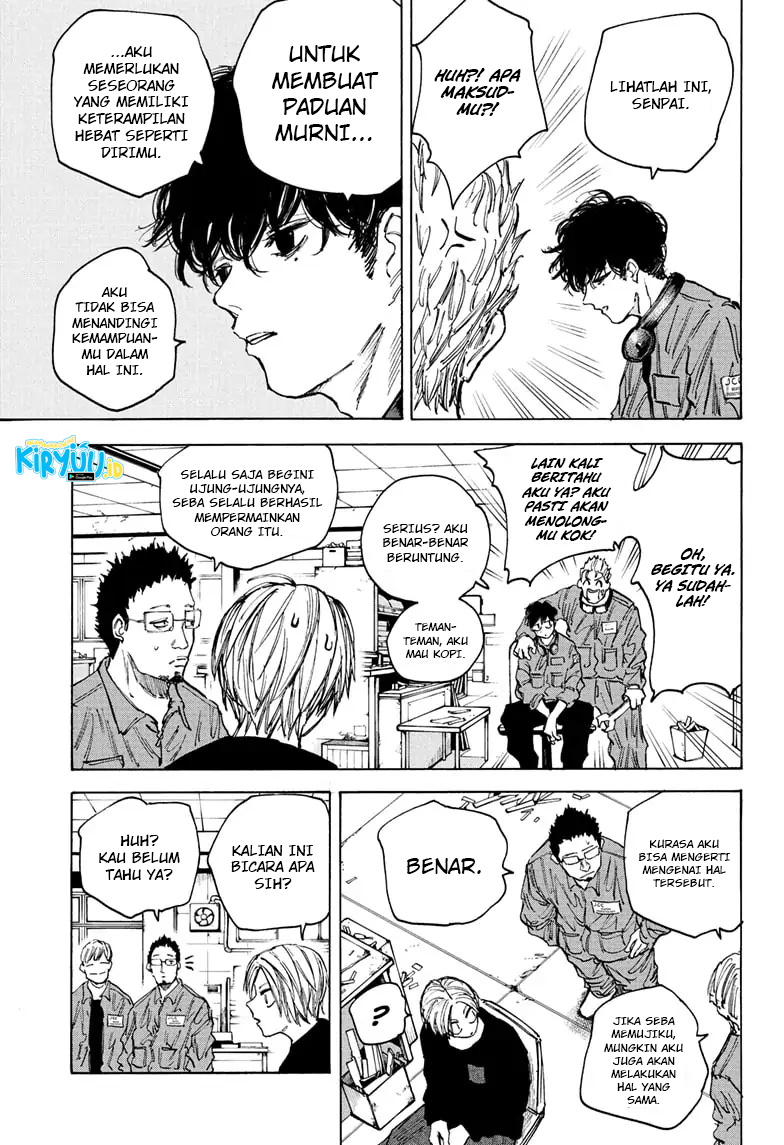 LIHATLAH INI,
SENPAI.
HUH?! APA
MAKSUD-
MU?!
UNTUK
MEMBUAT
PADUAN
MURNI...
...AKU
MEMERLUKAN
SESEORANG
YANG MEMILIKI
KETERAMPILAN
HEBAT SEPERTI
DIRIMU.
AKU
TIDAK BISA
MENANDINGI
KEMAMPUAN-
MU DALAM
HAL INI.
JCC
OH,
BEGITU YA.
YA SUDAH-
LAH!
LAIN KALI
BERITAHU
AKU YA? AKU
PASTI AKAN
MENOLONG-
MU KOK!
SERIUS? AKU
BENAR-BENAR
BERUNTUNG.
TEMAN-
TEMAN, AKU
MAU KOPI.
SELALU SAJA BEGINI
UJUNG-UJUNGNYA,
SEBA SELALU BERHASIL
MEMPERMAINKAN
ORANG ITU.
KIRYUU.ID
KURASA AKU
BISA MENGERTI
MENGENAI HAL
TERSEBUT.
BENAR.
JIKA SEBA
MEMUJIKU,
MUNGKIN AKU
JUGA AKAN
MELAKUKAN
HAL YANG
SAMA.
?
KALIAN INI
BICARA APA
SIH?
HUH?
KAU BELUM
TAHU YA?